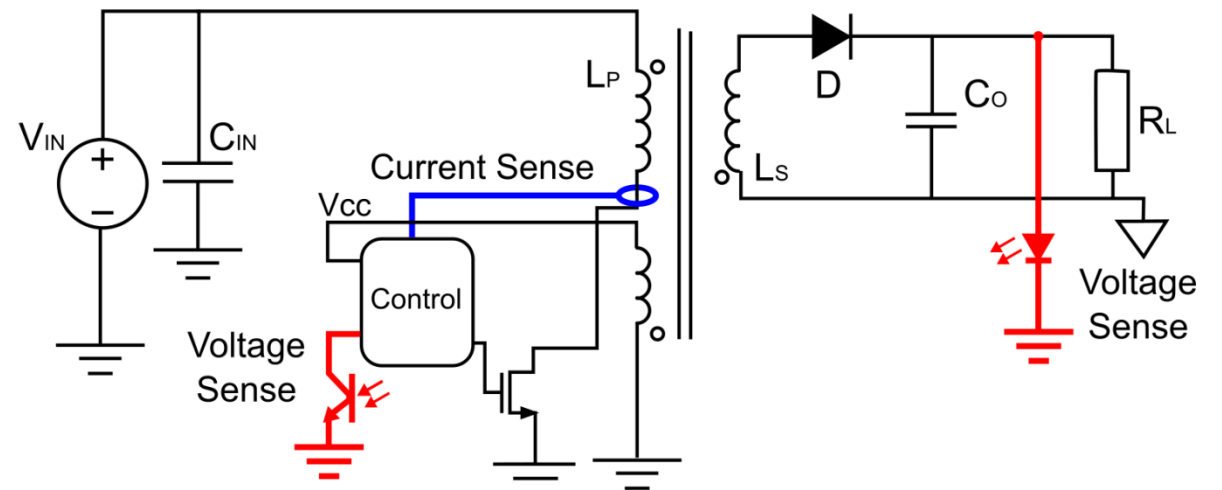 LP
D
CO
RL
VIN
CIN
Current Sense
LS
Vcc
Control
Voltage
Sense
Voltage
Sense